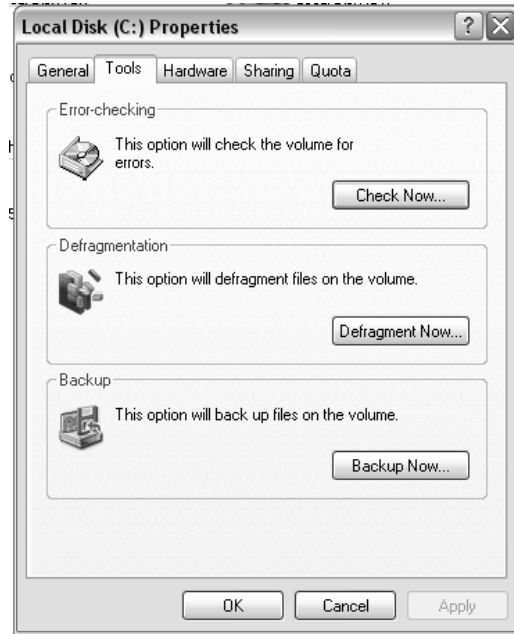 Local Disk (C:) Properties
General Tools Hardware Sharing Quota
Error-checking
This option will check the volume for
errors.
Check Now...
Defragmentation
This option will defragment files on the volume.
Defragment Now...
Backup
This option will back up files on the volume.
Backup Now...
OK Cancel Apply